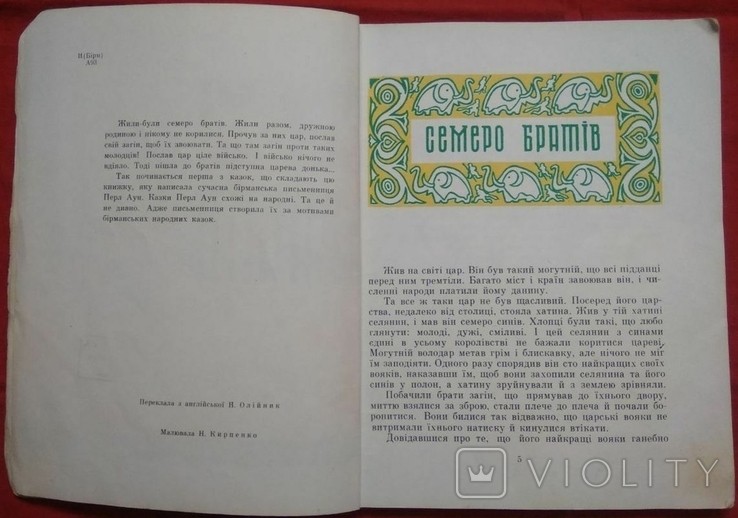 И(Бірм)
А93
Жили-були семеро братів. Жили разом, дружною
родиною і нікому не корилися. Прочув за них цар, послав
свій загін, щоб їх звоювати. Та що там загін проти таких
молодців! Послав цар ціле військо. І військо нічого не
вдіяло. Тоді пішла до братів підступна царева донька...
Так починається перша з казок, що складають цю
книжку, яку написала сучасна бірманська письменниця
Перл Аун. Казки Перл Аун схожі на народні. Та це й
не дивно. Адже письменниця створила їх за мотивами
бірманських народних казок.
Переклала з англійської В. Олійник
Малювала Н. Кирпенко
СЕМЕРО БРАТІВ
Жив на світі цар. Він був такий могутній, що всі підданці
перед ним тремтіли. Багато міст і країн завоював він, і чи-
сленні народи платили йому данину.
Та все ж таки цар не був щасливий. Посеред його цар-
ства, недалеко від столиці, стояла хатина. Жив у тій хатині
селянин, і мав він семеро синів. Хлопці були такі, що любо
глянути: молоді, дужі, сміливі. І цей селянин з синами
єдині в усьому королівстві не бажали коритися цареві.
Могутній володар метав грім і блискавку, але нічого не міг
їм заподіяти. Одного разу спорядив він сто найкращих своїх
вояків, наказавши їм, щоб вони захопили селянина та його
синів у полон, а хатину зруйнували й з землею зрівняли.
Побачили брати загін, що прямував до їхнього двору,
миттю взялися за зброю, стали плече до плеча й почали бо-
ронитися. Вони билися так відважно, що царські вояки не
витримали їхнього натиску й кинулися втікати.
Довідавшися про те, що його найкращі вояки ганебно
5
VIOLITY